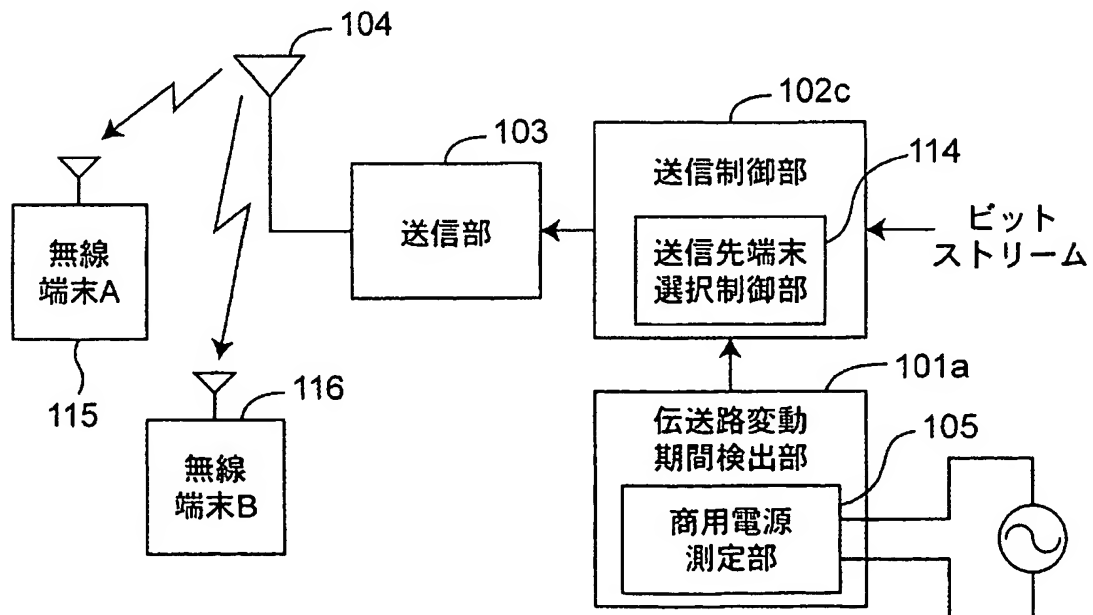 104
102c
103
114
送信制御部
送信部
送信先端末
選択制御部
ビット
ストリーム
無線
端末A
115
116
無線
端末B
101a
伝送路変動
期間検出部
105
商用電源
測定部